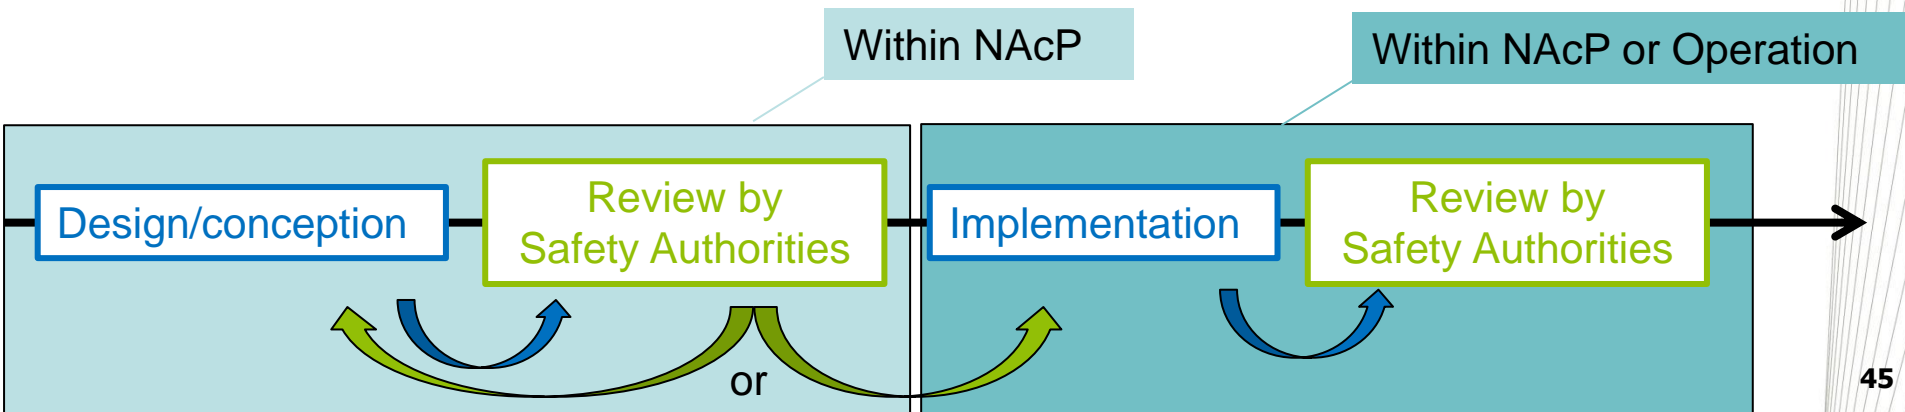 Within NAcP
Within NAcP or Operation
Design/conception
Review by
Safety Authorities
Implementation
Review by
Safety Authorities
or
45